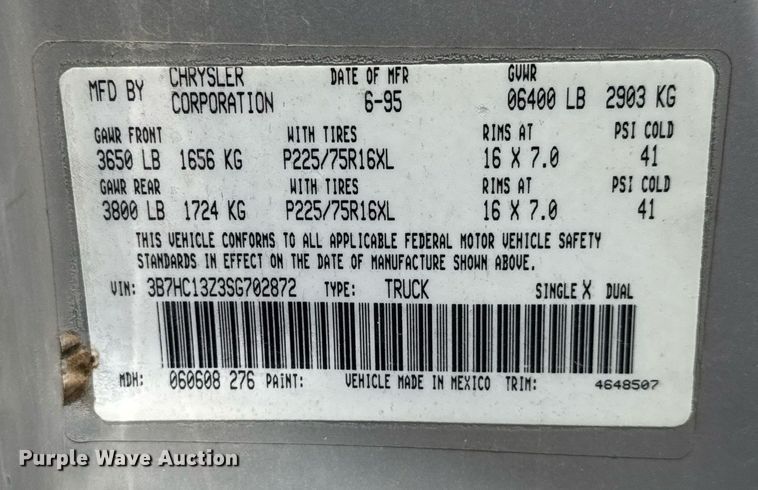 MFD BY CHRYSLER CORPORATION DATE OF MFR 6-95 GVWR 06400 LB 2903 KG
GAWR FRONT WITH TIRES RIMS AT PSI COLD
3650 LB 1656 KG P225/75R16XL 16 X 7.0 41
GAWR REAR WITH TIRES RIMS AT PSI COLD
3800 LB 1724 KG P225/75R16XL 16 X 7.0 41
THIS VEHICLE CONFORMS TO ALL APPLICABLE FEDERAL MOTOR VEHICLE SAFETY
STANDARDS IN EFFECT ON THE DATE OF MANUFACTURE SHOWN ABOVE.
VIN: 3B7HC13Z3SG702872 TYPE: TRUCK SINGLE X DUAL
MDH: 060608 276 PAINT: VEHICLE MADE IN MEXICO TRIM: 4648507
Purple Wave Auction